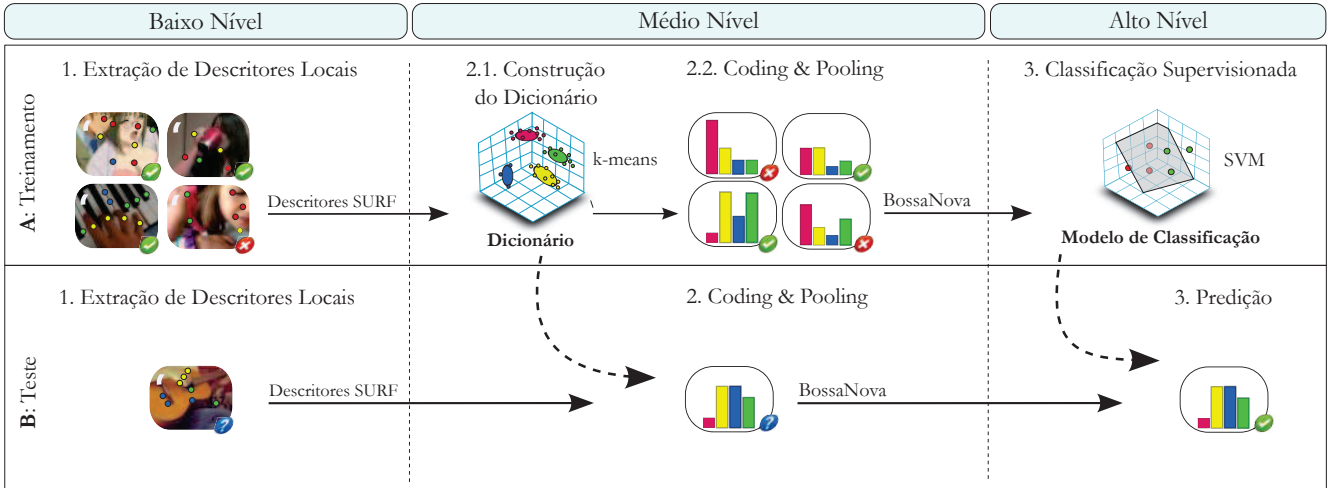 Baixo Nível
Médio Nível
Alto Nível
A: Treinamento
1. Extração de Descritores Locais
Descritores SURF
2.1. Construção
do Dicionário
k-means
Dicionário
2.2. Coding & Pooling
BossaNova
3. Classificação Supervisionada
SVM
Modelo de Classificação
B: Teste
1. Extração de Descritores Locais
Descritores SURF
2. Coding & Pooling
BossaNova
3. Predição
?
?